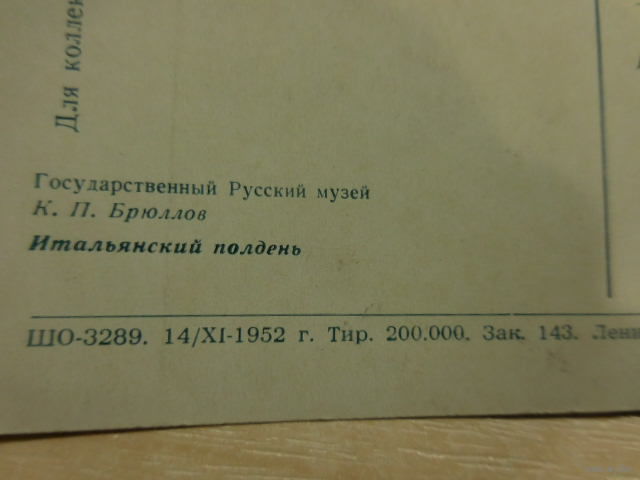 Для
Государственный Русский музей
К. П. Брюллов
Итальянский полдень
ШО-3289. 14/XI-1952 г. Тир. 200.000. Зак. 143.